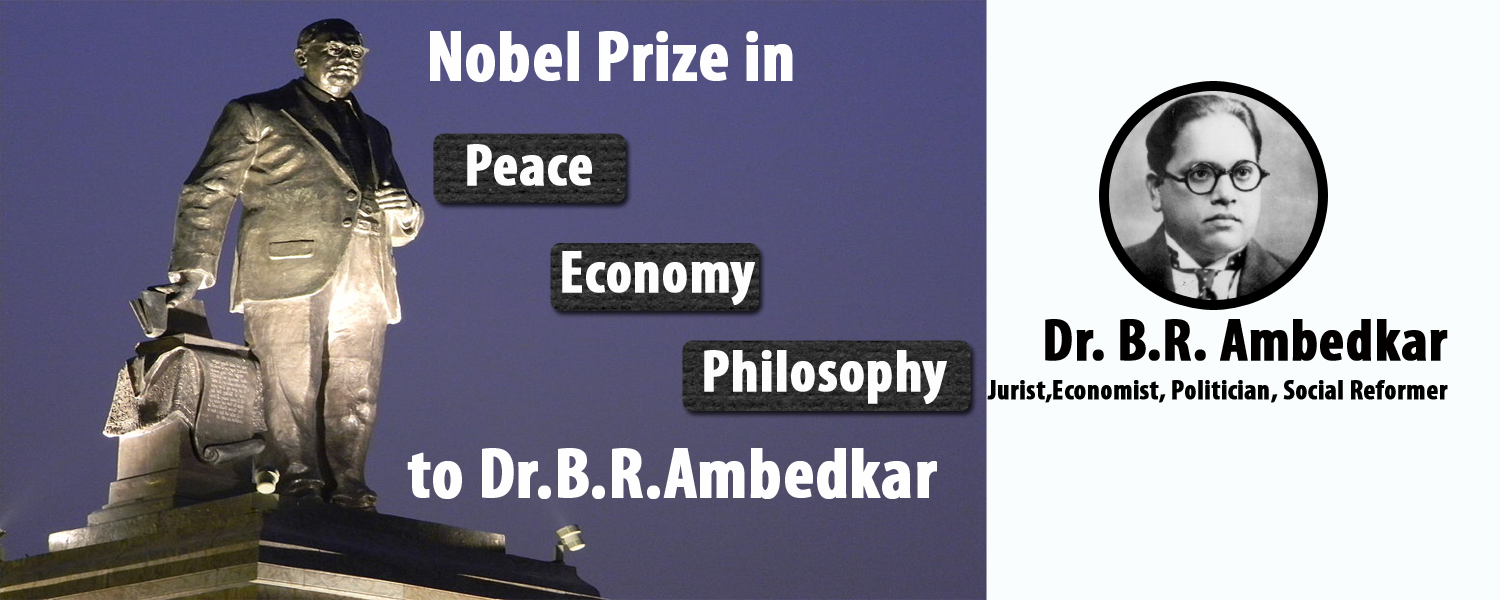 Nobel Prize in
Peace
Economy
Philosophy
to Dr.B.R.Ambedkar
Dr. B.R. Ambedkar
Jurist,Economist, Politician, Social Reformer